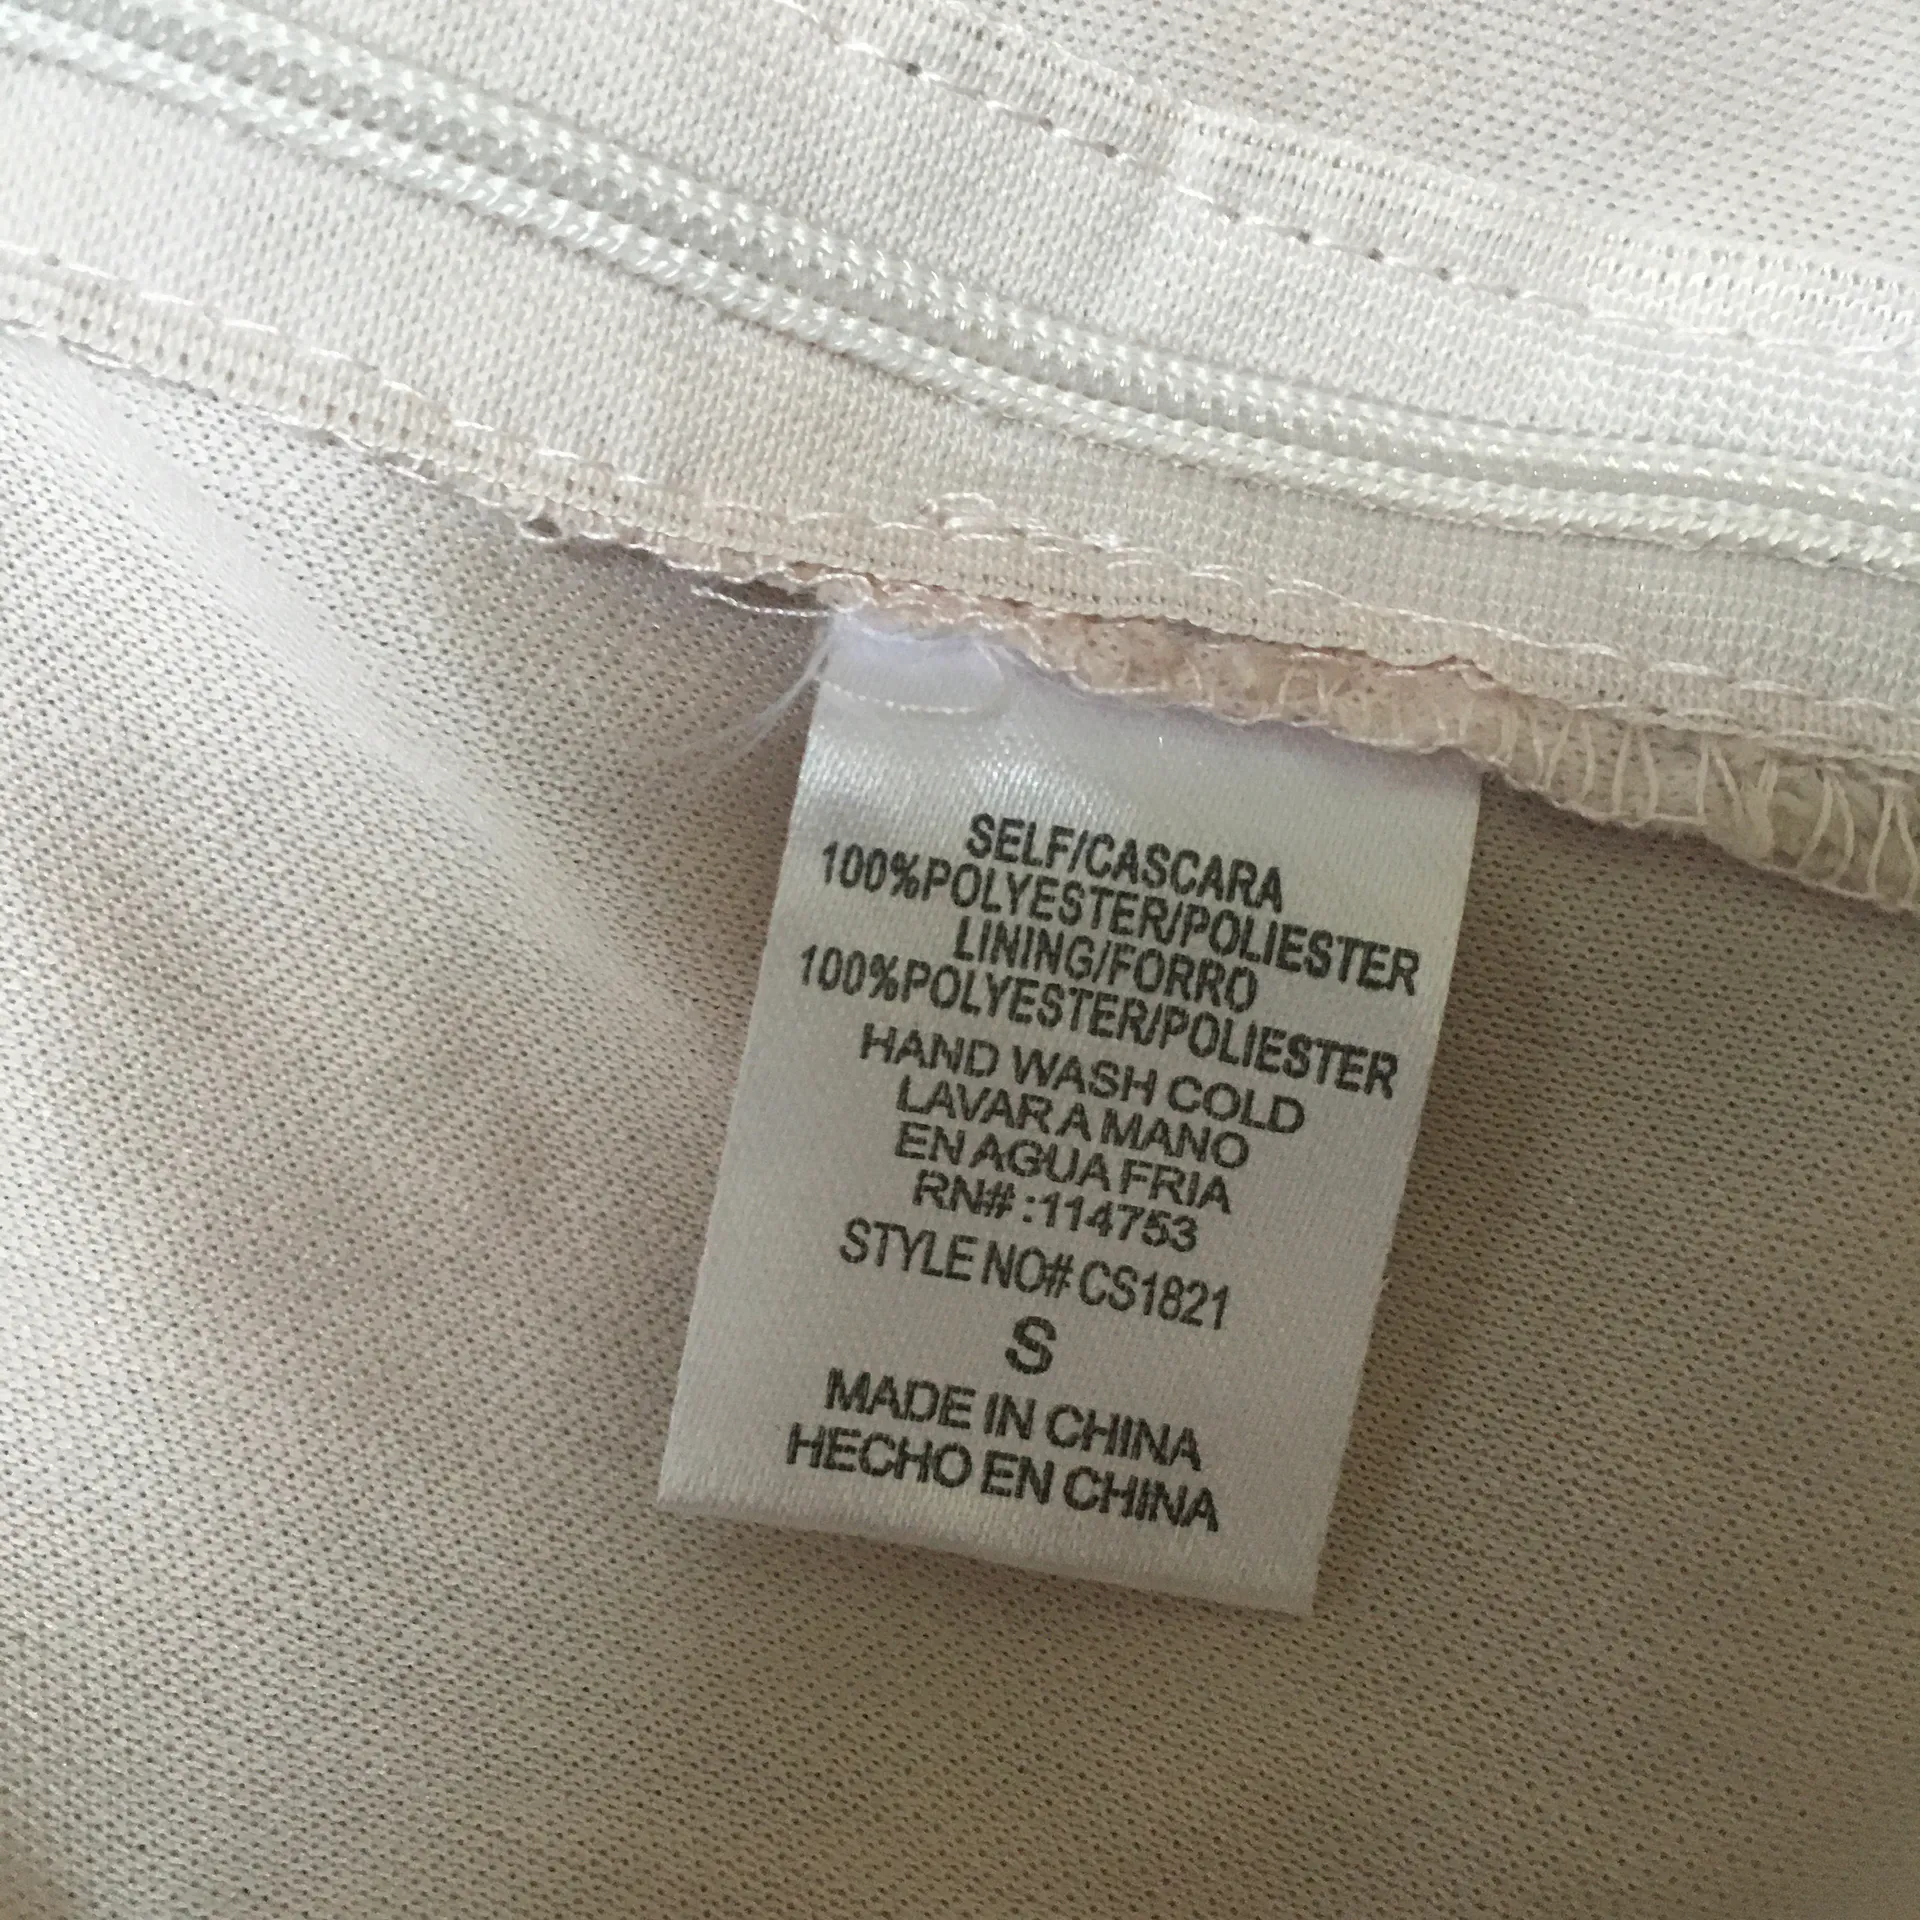 SELF/CASCARA
100%POLYESTER/POLIESTER
LINING/FORRO
100%POLYESTER/POLIESTER
HAND WASH COLD
LAVAR A MANO
EN AGUA FRIA
RN# :114753
STYLE NO# CS1821
S
MADE IN CHINA
HECHO EN CHINA